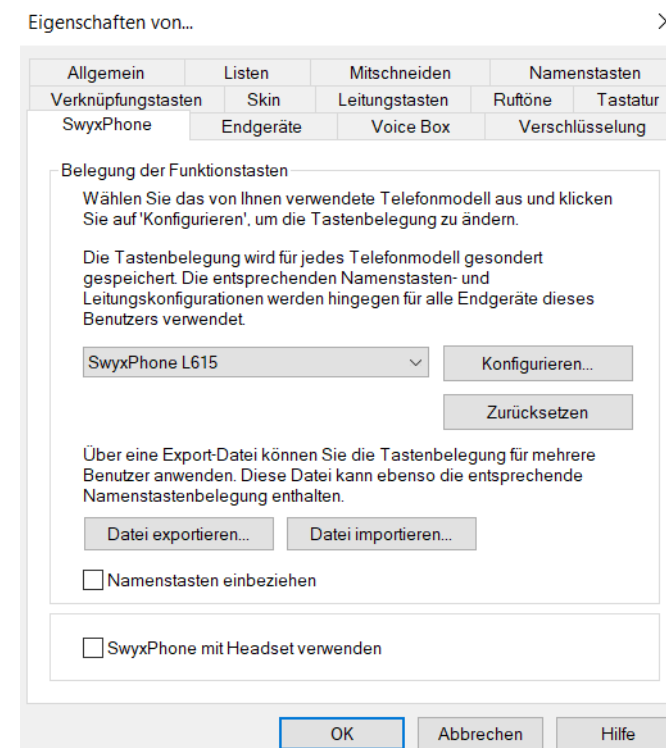 Eigenschaften von...
Allgemein Listen Mitschneiden Namenstasten
Verknüpfungstasten Skin Leitungstasten Ruftöne Tastatur
SwyxPhone Endgeräte Voice Box Verschlüsselung
Belegung der Funktionstasten
Wählen Sie das von Ihnen verwendete Telefonmodell aus und klicken
Sie auf 'Konfigurieren', um die Tastenbelegung zu ändern.
Die Tastenbelegung wird für jedes Telefonmodell gesondert
gespeichert. Die entsprechenden Namenstasten- und
Leitungskonfigurationen werden hingegen für alle Endgeräte dieses
Benutzers verwendet.
SwyxPhone L615 Konfigurieren...
Zurücksetzen
Über eine Export-Datei können Sie die Tastenbelegung für mehrere
Benutzer anwenden. Diese Datei kann ebenso die entsprechende
Namenstastenbelegung enthalten.
Datei exportieren... Datei importieren...
Namenstasten einbeziehen
SwyxPhone mit Headset verwenden
OK Abbrechen Hilfe